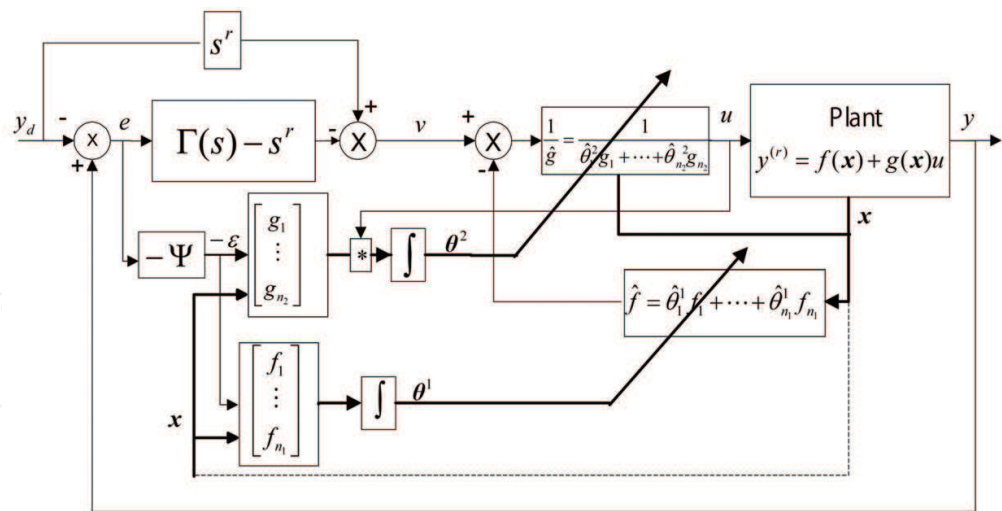 s^r
y_d
-
+
x
e
Γ(s) − s^r
-
+
X
v
+
-
X
1/ĝ = 1/(θ̂_1^2 g_1 + ⋯ + θ̂_{n_2}^2 g_{n_2})
u
Plant
y^{(r)} = f(x) + g(x)u
y
x
−Ψ
−ε
[g_1 ⋮ g_{n_2}]
*
∫
θ^2
f̂ = θ̂_1^1 f_1 + ⋯ + θ̂_{n_1}^1 f_{n_1}
x
[f_1 ⋮ f_{n_1}]
∫
θ^1